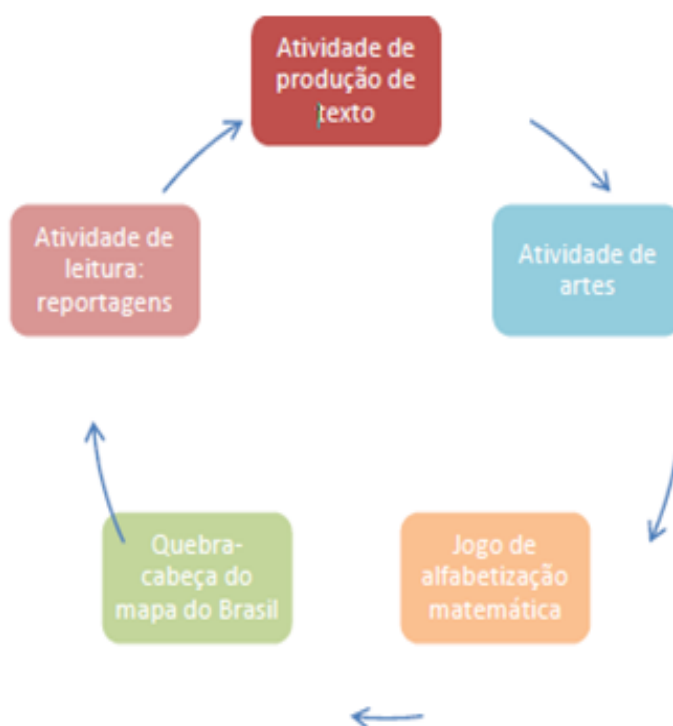 Atividade de
produção de
texto
Atividade de
artes
Jogo de
alfabetização
matemática
Quebra-
cabeça do
mapa do Brasil
Atividade de
leitura:
reportagens